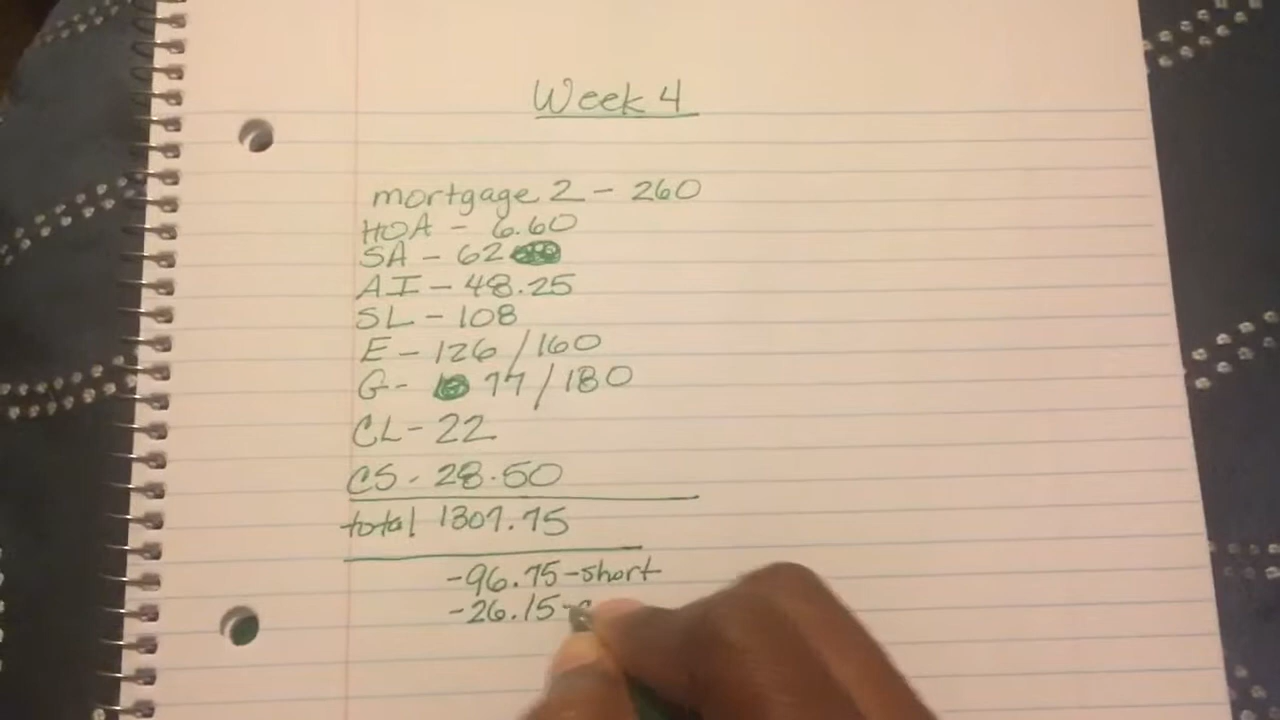 Week 4
mortgage 2 - 260
HOA - 6.60
SA - 62
AI - 48.25
SL - 108
E - 126 / 160
G - 77 / 180
CL - 22
CS - 28.50
total 1307.75
-96.75 - short
-26.15 -